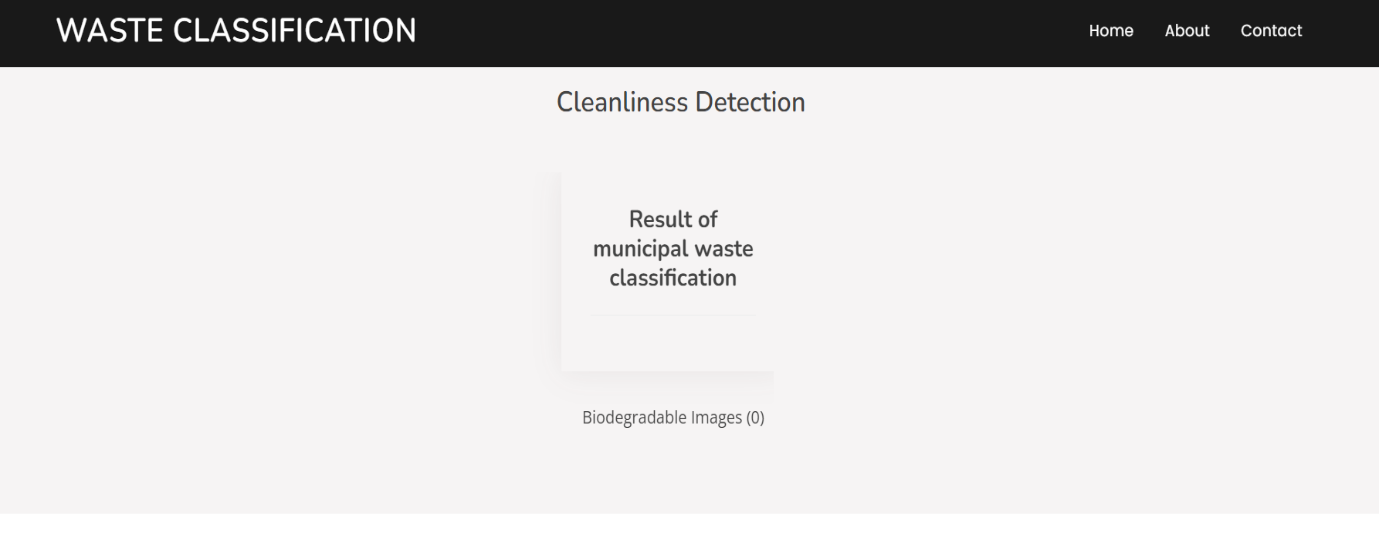 WASTE CLASSIFICATION
Home About Contact
Cleanliness Detection
Result of
municipal waste
classification
Biodegradable Images (0)